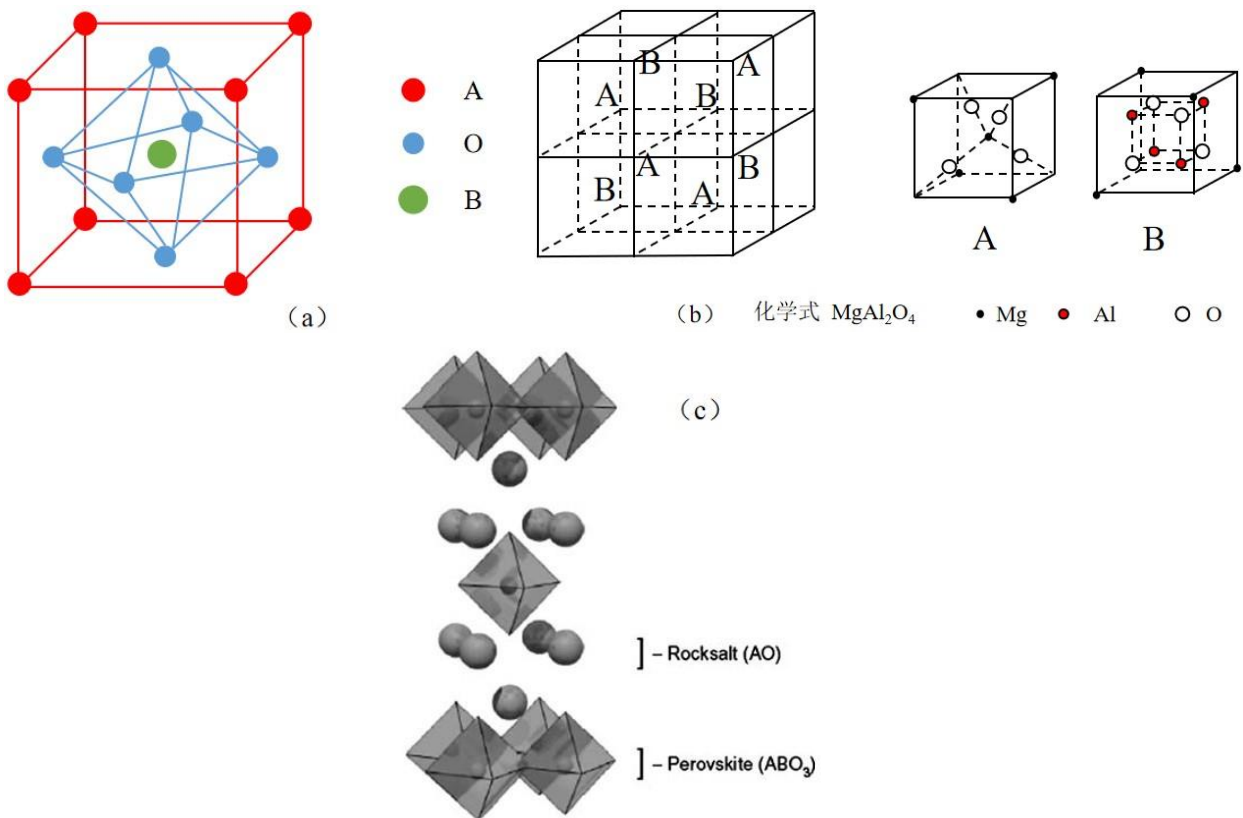 A
O
B
（a）
B
A
A
B
A
B
B
A
A
B
（b） 化学式 MgAl₂O₄ Mg Al O
（c）
] – Rocksalt (AO)
] – Perovskite (ABO₃)